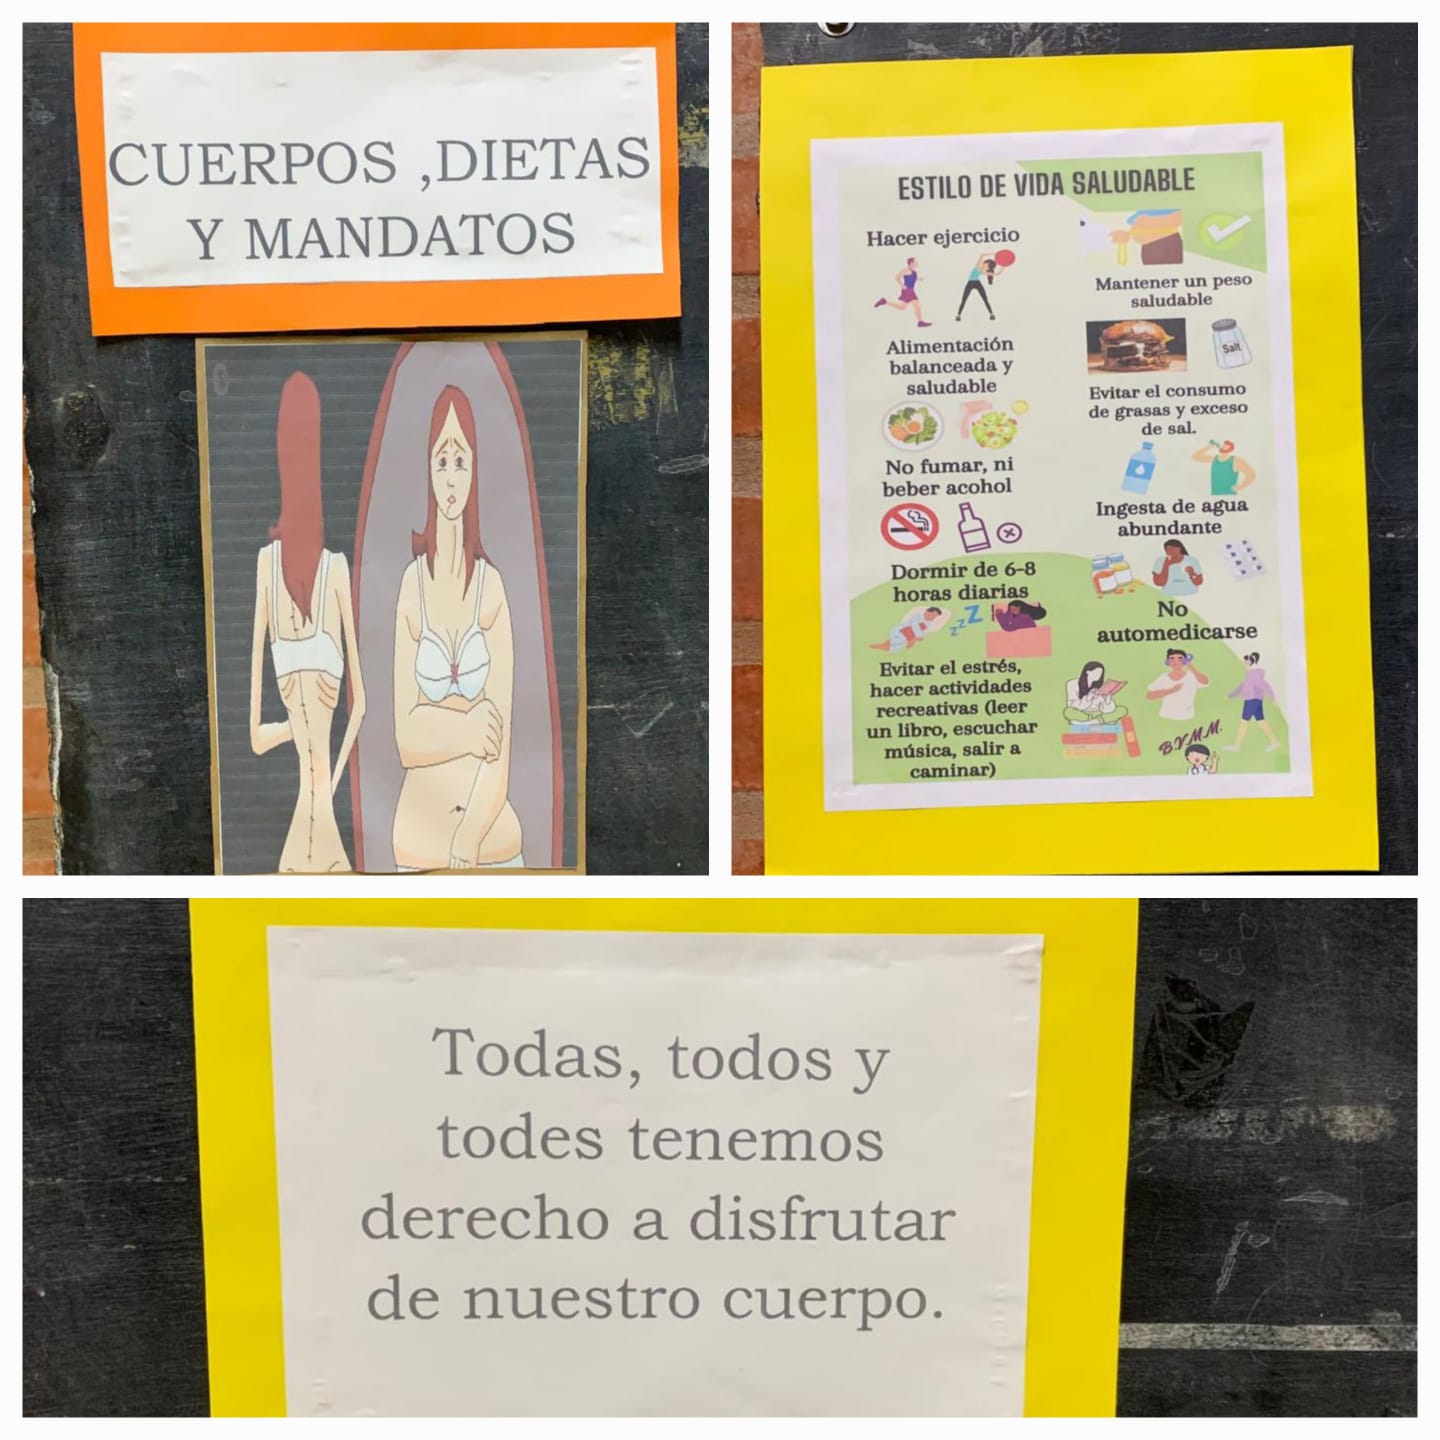 CUERPOS ,DIETAS
Y MANDATOS
ESTILO DE VIDA SALUDABLE
Hacer ejercicio
Alimentación
balanceada y
saludable
No fumar, ni
beber acohol
Dormir de 6-8
horas diarias
zzZ
Evitar el estrés,
hacer actividades
recreativas (leer
un libro, escuchar
música, salir a
caminar)
Mantener un peso
saludable
Salt
Evitar el consumo
de grasas y exceso
de sal.
Ingesta de agua
abundante
No
automedicarse
B.Y.M.M.
Todas, todos y
todes tenemos
derecho a disfrutar
de nuestro cuerpo.